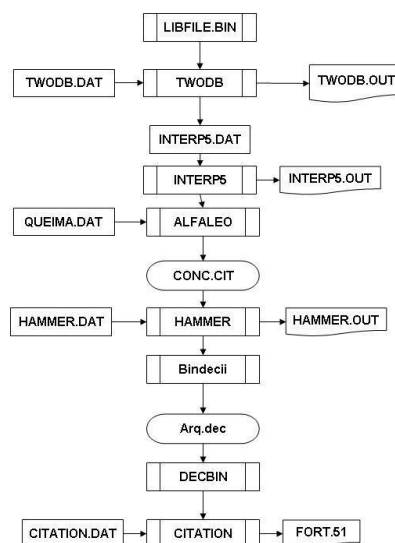 LIBFILE.BIN
TWODB.DAT
TWODB
TWODB.OUT
INTERP5.DAT
INTERP5
INTERP5.OUT
QUEIMA.DAT
ALFALEO
CONC.CIT
HAMMER.DAT
HAMMER
HAMMER.OUT
Bindecii
Arq.dec
DECBIN
CITATION.DAT
CITATION
FORT.51